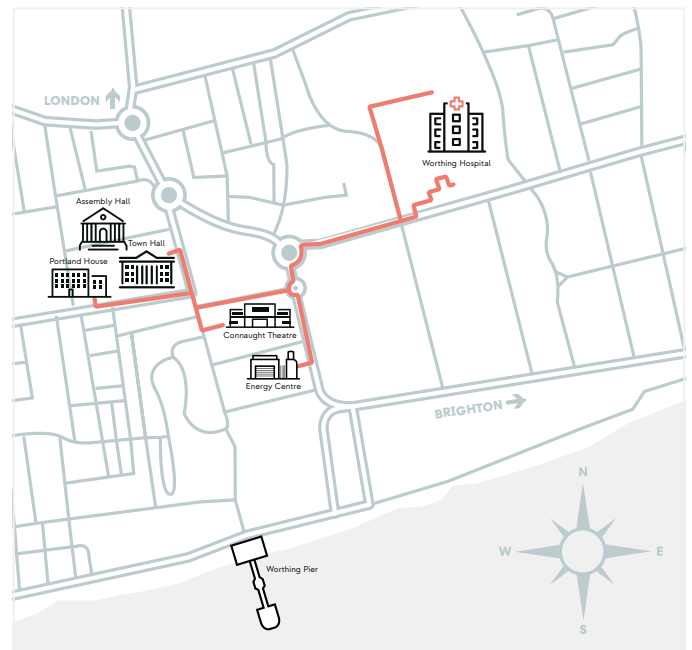 LONDON
Worthing Hospital
Assembly Hall
Town Hall
Portland House
Connaught Theatre
Energy Centre
BRIGHTON
N
W
E
S
Worthing Pier